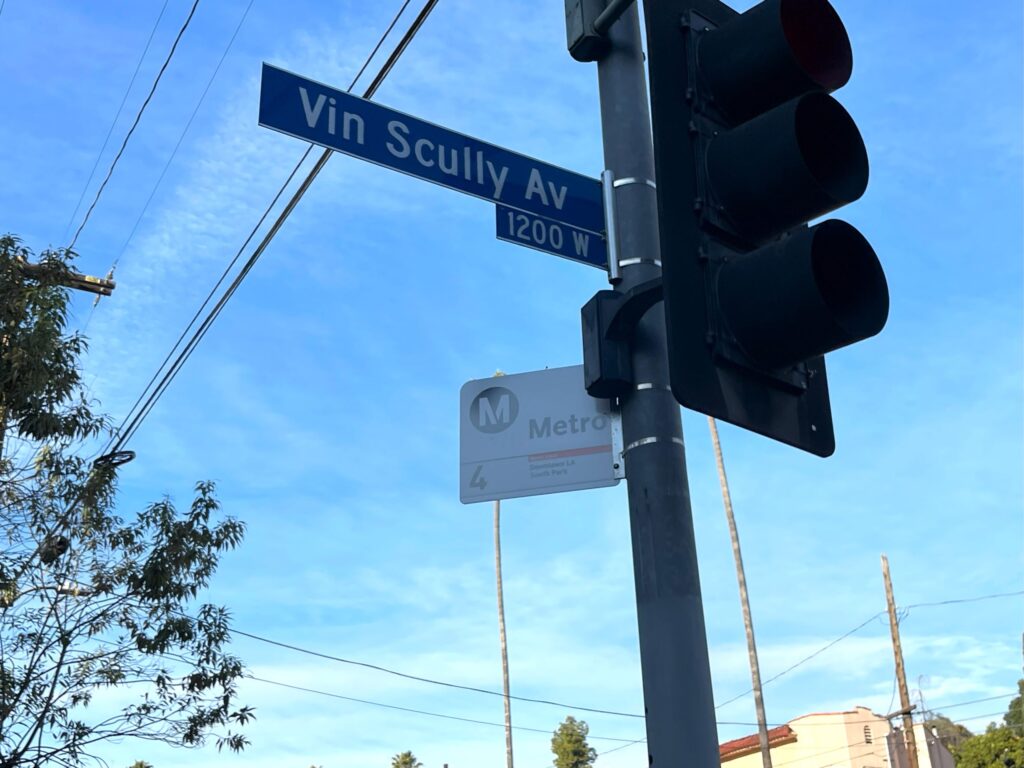 Vin Scully Av
1200 W
M
Metro
4
Downtown LA
South Park